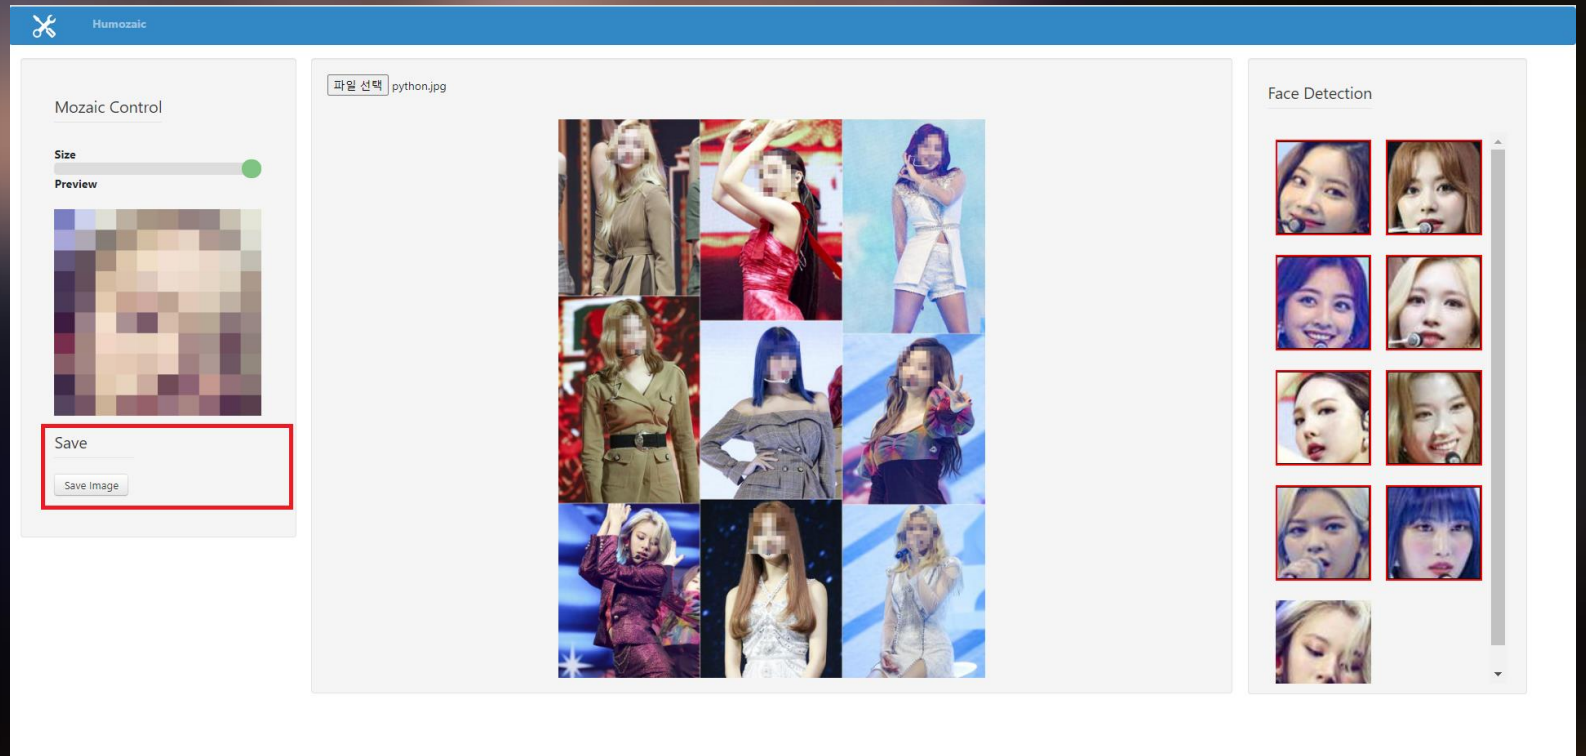 Humozaic
Mozaic Control
Size
Preview
Save
Save Image
파일 선택 python.jpg
Face Detection